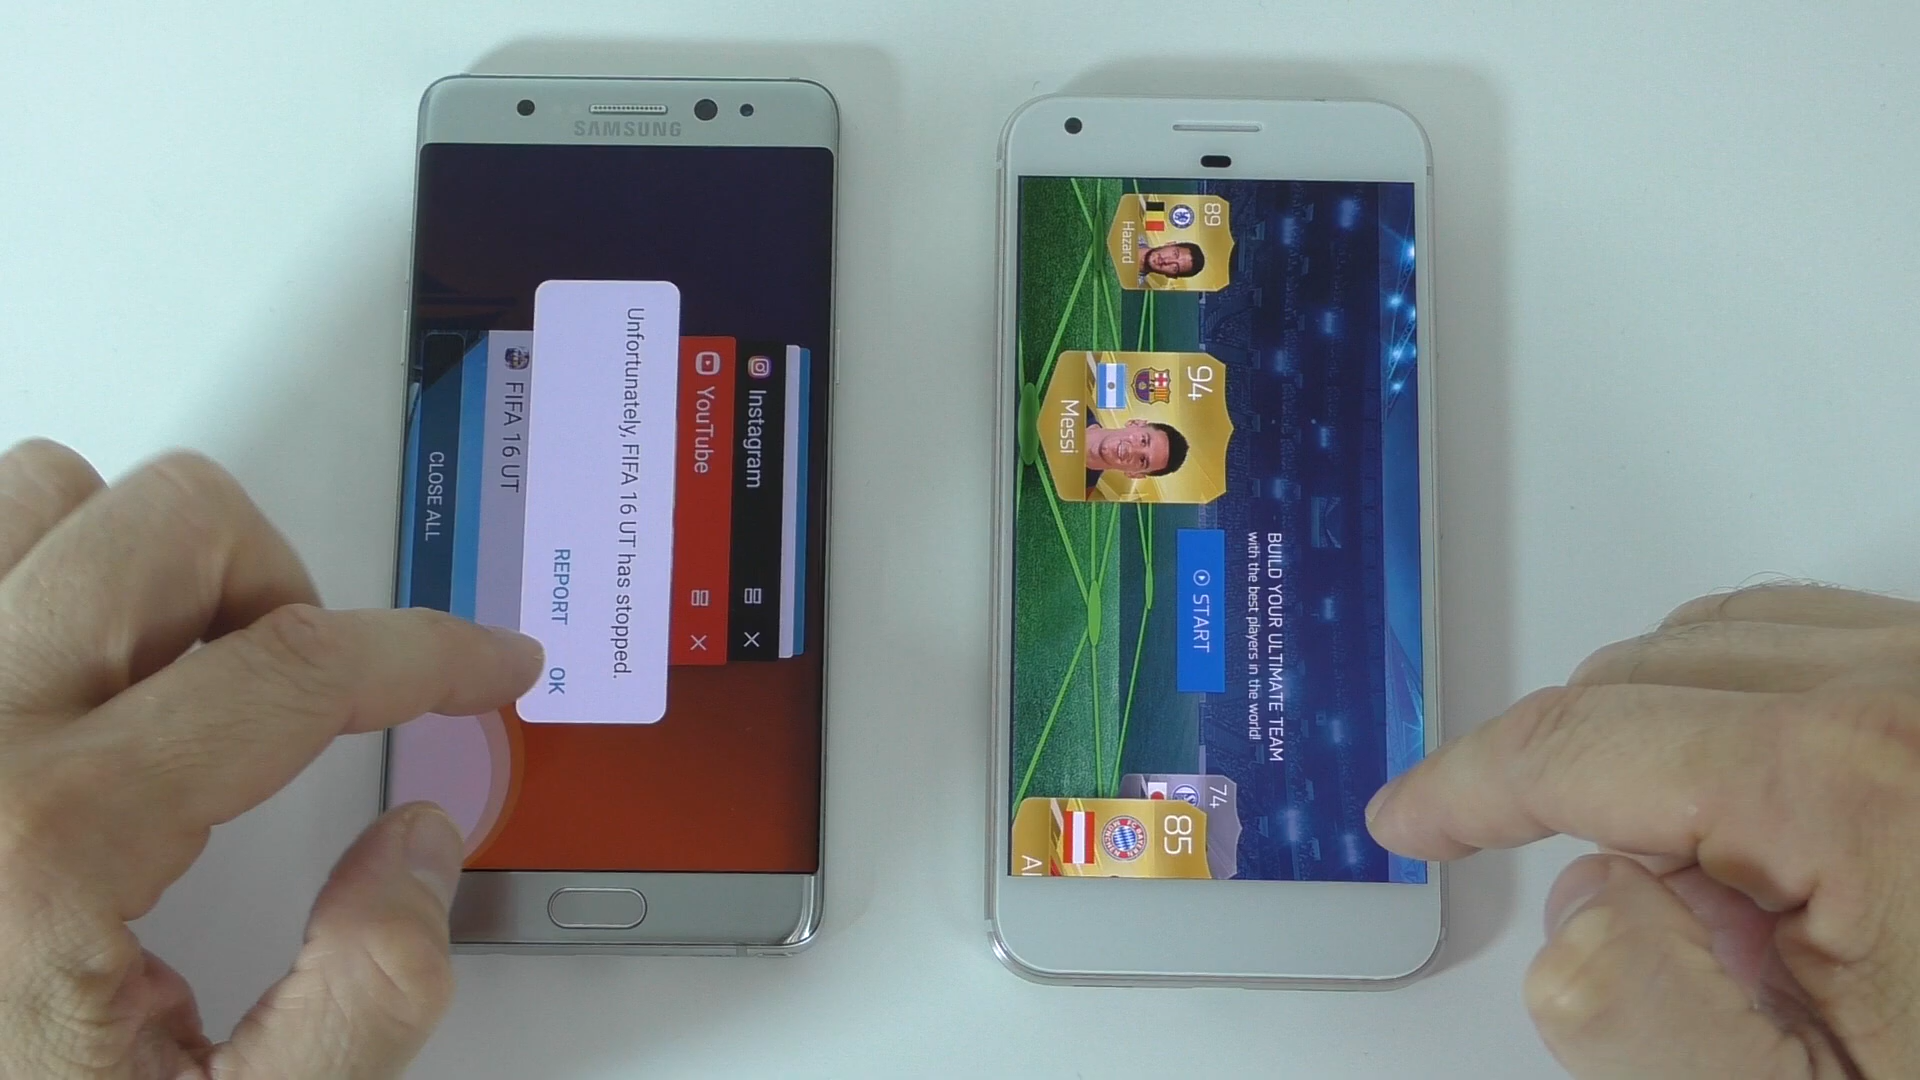 SAMSUNG
Instagram
YouTube
Unfortunately, FIFA 16 UT has stopped.
REPORT OK
FIFA 16 UT
CLOSE ALL
BUILD YOUR ULTIMATE TEAM
with the best players in the world!
START
89
Hazard
94
Messi
74
85
Al